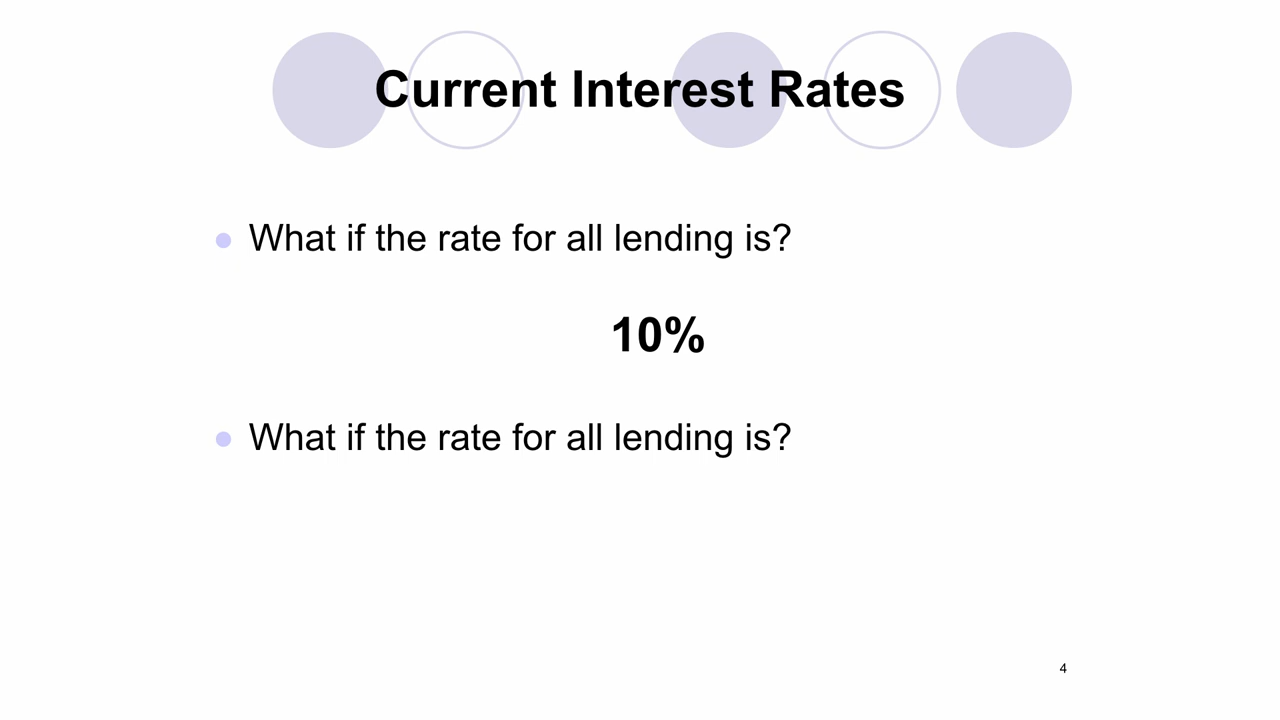 Current Interest Rates
What if the rate for all lending is?
10%
What if the rate for all lending is?
4